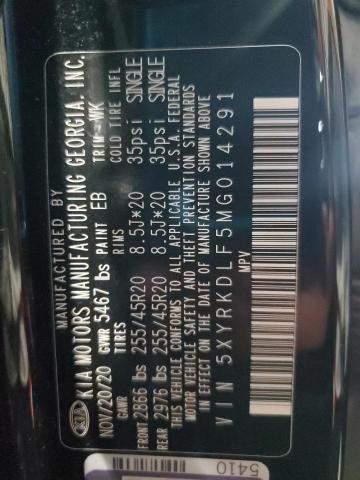 MANUFACTURED BY
KIA KIA MOTORS MANUFACTURING GEORGIA, INC.
NOV/20/20 GVWR 5467 lbs PAINT EB TRIM-WK
GAWR TIRES RIMS COLD TIRE INFL
FRONT 2866 lbs 255/45R20 8.5J*20 35psi SINGLE
REAR 2976 lbs 255/45R20 8.5J*20 35psi SINGLE
THIS VEHICLE CONFORMS TO ALL APPLICABLE U.S.A. FEDERAL
MOTOR VEHICLE SAFETY AND THEFT PREVENTION STANDARDS
IN EFFECT ON THE DATE OF MANUFACTURE SHOWN ABOVE
VIN 5XYRKDLF5MG014291
MPV
5410